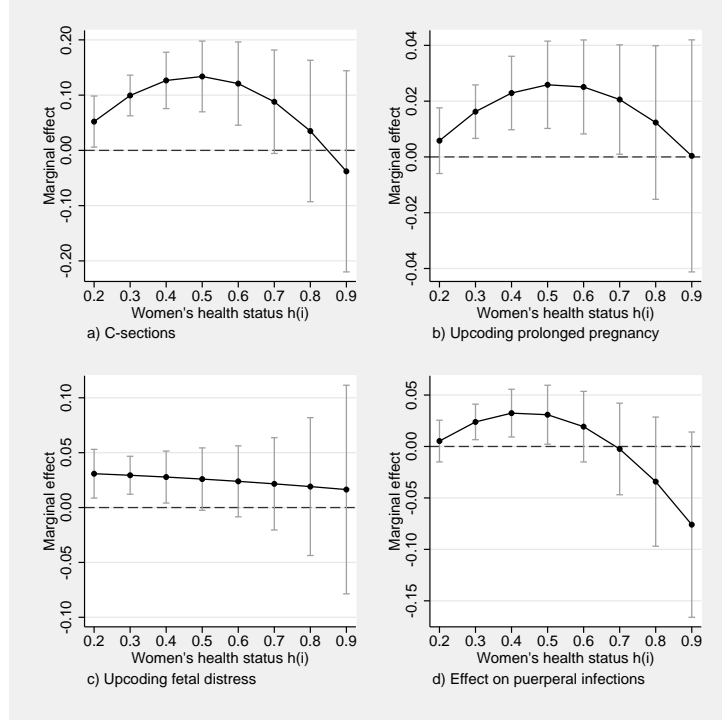 0.20
0.10
0.00
-0.10
-0.20
Marginal effect
0.2 0.3 0.4 0.5 0.6 0.7 0.8 0.9
Women's health status h(i)
a) C-sections
0.04
0.02
0.00
-0.02
-0.04
Marginal effect
0.2 0.3 0.4 0.5 0.6 0.7 0.8 0.9
Women's health status h(i)
b) Upcoding prolonged pregnancy
0.10
0.05
0.00
-0.05
-0.10
Marginal effect
0.2 0.3 0.4 0.5 0.6 0.7 0.8 0.9
Women's health status h(i)
c) Upcoding fetal distress
0.05
0.00
-0.05
-0.10
-0.15
Marginal effect
0.2 0.3 0.4 0.5 0.6 0.7 0.8 0.9
Women's health status h(i)
d) Effect on puerperal infections